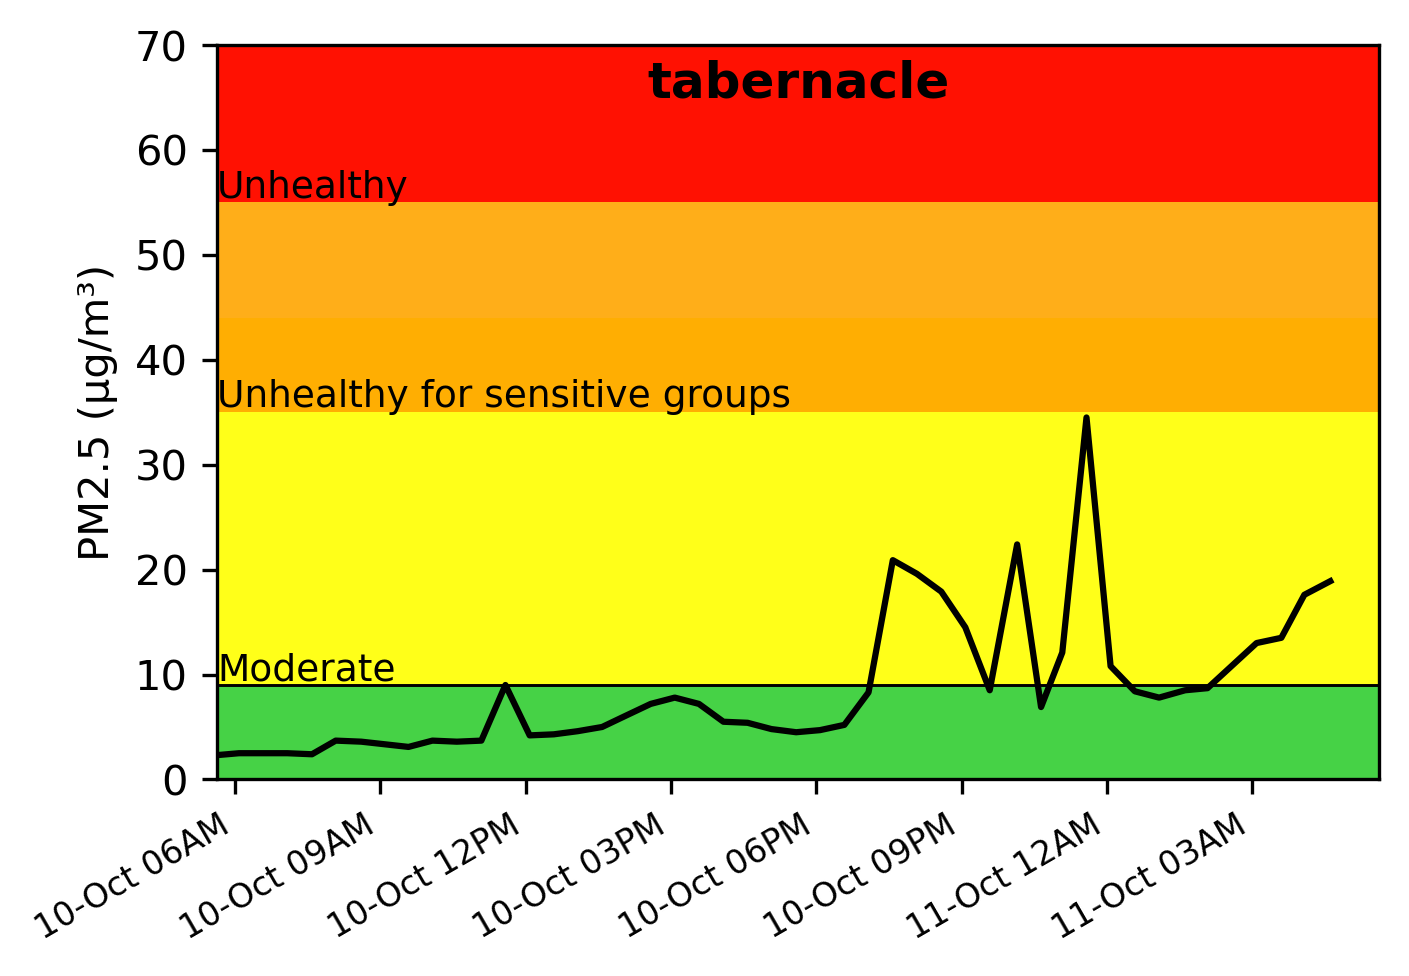 tabernacle
70
60
50
40
30
20
10
0
PM2.5 (µg/m³)
Unhealthy
Unhealthy for sensitive groups
Moderate
10-Oct 06AM
10-Oct 09AM
10-Oct 12PM
10-Oct 03PM
10-Oct 06PM
10-Oct 09PM
11-Oct 12AM
11-Oct 03AM